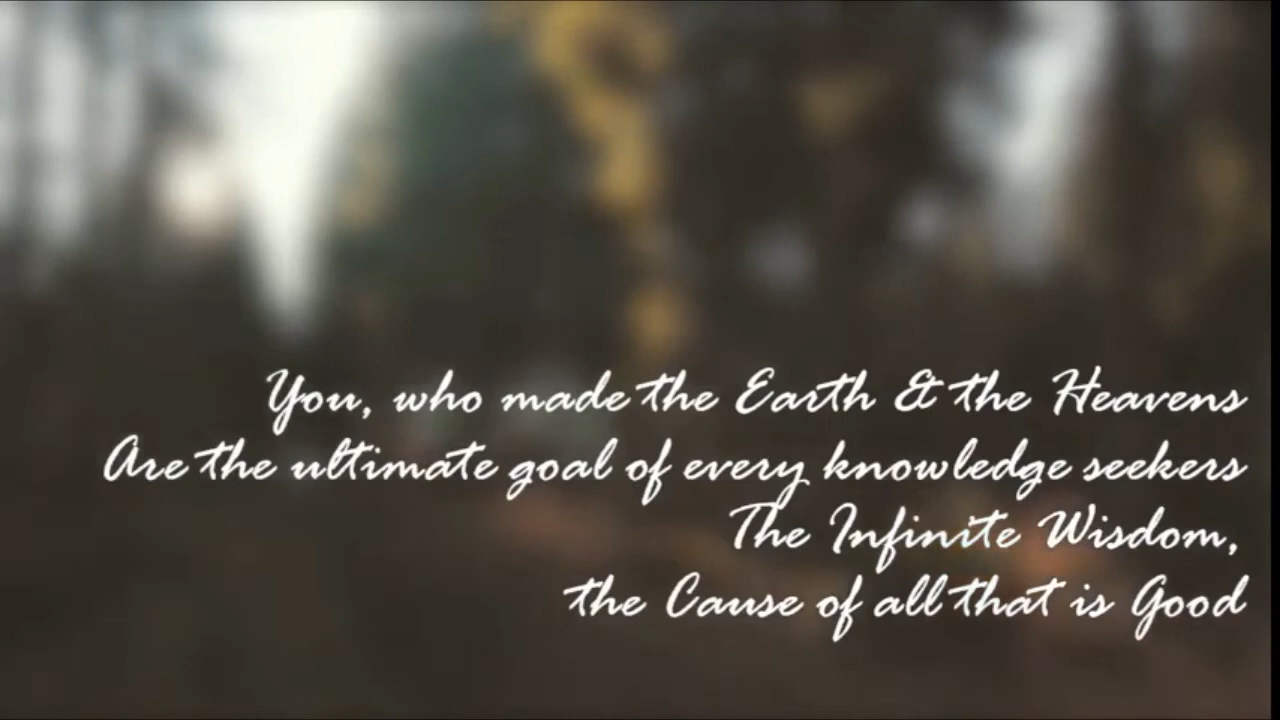 You, who made the Earth & the Heavens
Are the ultimate goal of every knowledge seekers
The Infinite Wisdom,
the Cause of all that is Good